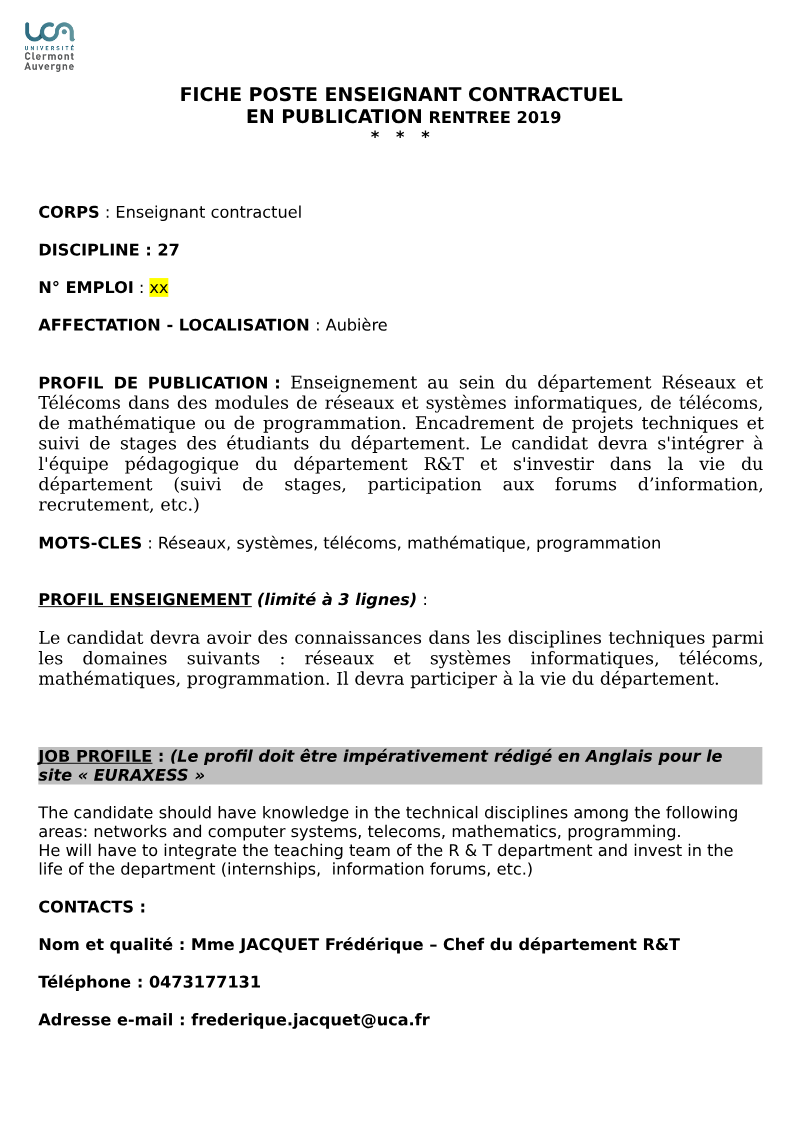 UCA
UNIVERSITÉ
Clermont
Auvergne
FICHE POSTE ENSEIGNANT CONTRACTUEL
EN PUBLICATION RENTREE 2019
* * *
CORPS : Enseignant contractuel
DISCIPLINE : 27
N° EMPLOI : xx
AFFECTATION - LOCALISATION : Aubière
PROFIL DE PUBLICATION : Enseignement au sein du département Réseaux et
Télécoms dans des modules de réseaux et systèmes informatiques, de télécoms,
de mathématique ou de programmation. Encadrement de projets techniques et
suivi de stages des étudiants du département. Le candidat devra s'intégrer à
l'équipe pédagogique du département R&T et s'investir dans la vie du
département (suivi de stages, participation aux forums d’information,
recrutement, etc.)
MOTS-CLES : Réseaux, systèmes, télécoms, mathématique, programmation
PROFIL ENSEIGNEMENT (limité à 3 lignes) :
Le candidat devra avoir des connaissances dans les disciplines techniques parmi
les domaines suivants : réseaux et systèmes informatiques, télécoms,
mathématiques, programmation. Il devra participer à la vie du département.
JOB PROFILE : (Le profil doit être impérativement rédigé en Anglais pour le
site « EURAXESS »
The candidate should have knowledge in the technical disciplines among the following
areas: networks and computer systems, telecoms, mathematics, programming.
He will have to integrate the teaching team of the R & T department and invest in the
life of the department (internships,  information forums, etc.)
CONTACTS :
Nom et qualité : Mme JACQUET Frédérique – Chef du département R&T
Téléphone : 0473177131
Adresse e-mail : frederique.jacquet@uca.fr